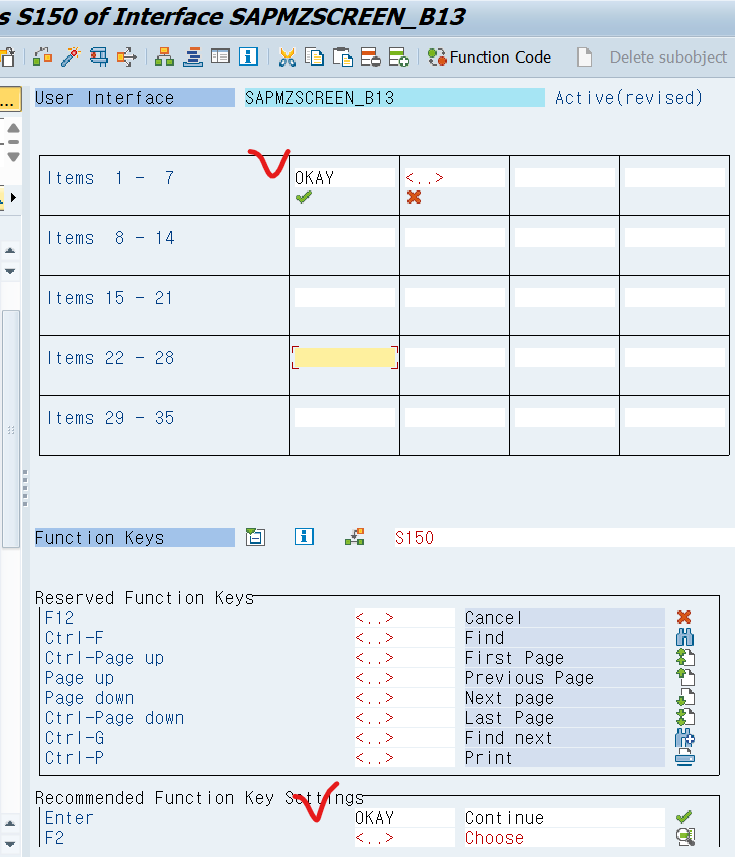 s S150 of Interface SAPMZSCREEN_B13
Function Code Delete subobject
...
User Interface SAPMZSCREEN_B13 Active(revised)
Items 1 - 7 OKAY <..>
Items 8 - 14
Items 15 - 21
Items 22 - 28
Items 29 - 35
Function Keys S150
Reserved Function Keys
F12 <..> Cancel
Ctrl-F <..> Find
Ctrl-Page up <..> First Page
Page up <..> Previous Page
Page down <..> Next page
Ctrl-Page down <..> Last Page
Ctrl-G <..> Find next
Ctrl-P <..> Print
Recommended Function Key Settings
Enter OKAY Continue
F2 <..> Choose